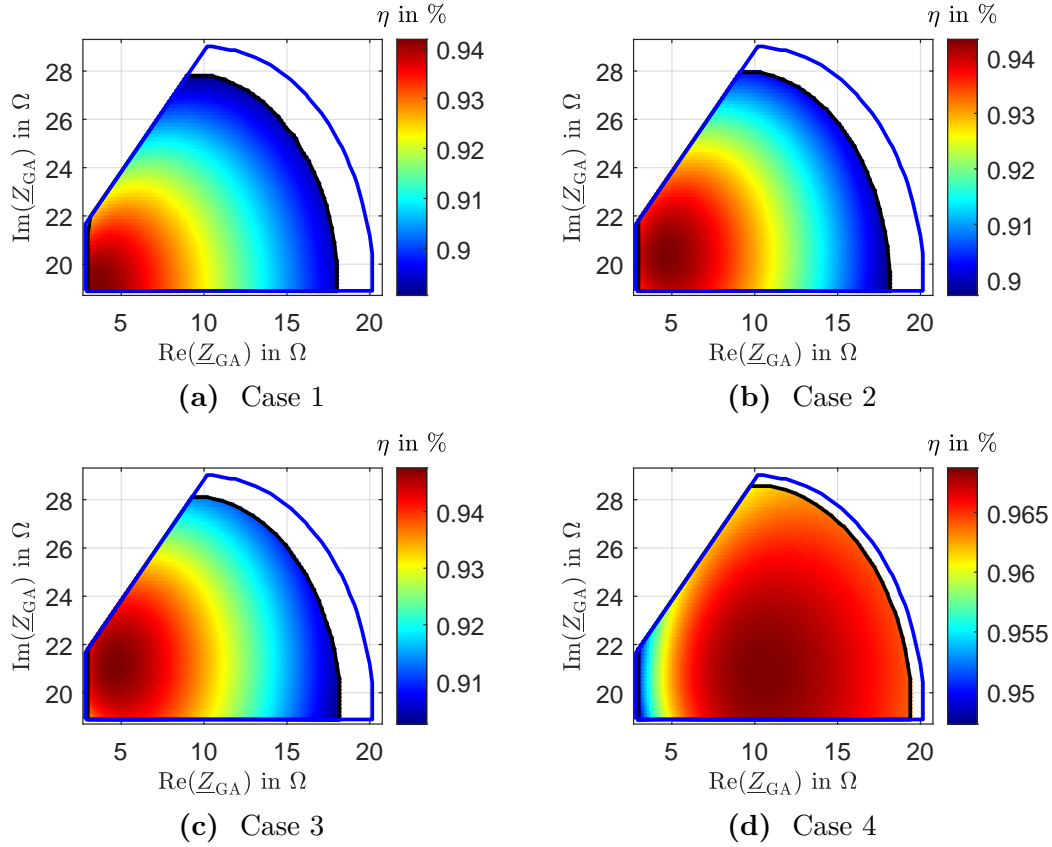 η in %
28
26
24
22
20
Im(Z_GA) in Ω
5 10 15 20
Re(Z_GA) in Ω
0.94
0.93
0.92
0.91
0.9
(a) Case 1
η in %
28
26
24
22
20
Im(Z_GA) in Ω
5 10 15 20
Re(Z_GA) in Ω
0.94
0.93
0.92
0.91
0.9
(b) Case 2
η in %
28
26
24
22
20
Im(Z_GA) in Ω
5 10 15 20
Re(Z_GA) in Ω
0.94
0.93
0.92
0.91
(c) Case 3
η in %
28
26
24
22
20
Im(Z_GA) in Ω
5 10 15 20
Re(Z_GA) in Ω
0.965
0.96
0.955
0.95
(d) Case 4